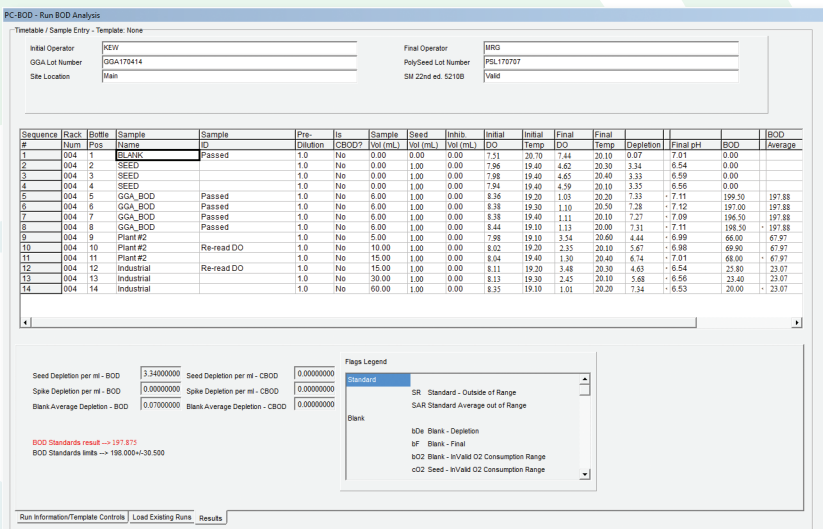 PC-BOD - Run BOD Analysis
Timetable / Sample Entry - Template: None
Initial Operator KEW Final Operator MRG
GGA Lot Number GGA170414 PolySeed Lot Number PSL170707
Site Location Main SM 22nd ed. 5210B Valid
Sequence Rack Bottle Sample Sample Pre- Is Sample Seed Inhib. Initial Initial Final Final BOD
# Num Pos Name ID Dilution CBOD? Vol (mL) Vol (mL) Vol (mL) DO Temp DO Temp Depletion Final pH BOD Average
1 004 1 BLANK Passed 1.0 No 0.00 0.00 0.00 7.51 20.70 7.44 20.10 0.07 7.01 0.00
2 004 2 SEED 1.0 No 0.00 1.00 0.00 7.96 19.40 4.62 20.30 3.34 6.54 0.00
3 004 3 SEED 1.0 No 0.00 1.00 0.00 7.98 19.40 4.65 20.40 3.33 6.59 0.00
4 004 4 SEED 1.0 No 0.00 1.00 0.00 7.94 19.40 4.59 20.10 3.35 6.56 0.00
5 004 5 GGA_BOD Passed 1.0 No 6.00 1.00 0.00 8.36 19.20 1.03 20.20 7.33 7.11 199.50 197.88
6 004 6 GGA_BOD Passed 1.0 No 6.00 1.00 0.00 8.38 19.30 1.10 20.50 7.28 7.12 197.00 197.88
7 004 7 GGA_BOD Passed 1.0 No 6.00 1.00 0.00 8.38 19.40 1.11 20.10 7.27 7.09 196.50 197.88
8 004 8 GGA_BOD Passed 1.0 No 6.00 1.00 0.00 8.44 19.10 1.13 20.00 7.31 7.11 198.50 197.88
9 004 9 Plant #2 1.0 No 5.00 1.00 0.00 7.98 19.10 3.54 20.60 4.44 6.99 66.00 67.97
10 004 10 Plant #2 Re-read DO 1.0 No 10.00 1.00 0.00 8.02 19.20 2.35 20.10 5.67 6.98 69.90 67.97
11 004 11 Plant #2 1.0 No 15.00 1.00 0.00 8.04 19.40 1.30 20.40 6.74 7.01 68.00 67.97
12 004 12 Industrial Re-read DO 1.0 No 15.00 1.00 0.00 8.11 19.20 3.48 20.30 4.63 6.54 25.80 23.07
13 004 13 Industrial 1.0 No 30.00 1.00 0.00 8.13 19.30 2.45 20.10 5.68 6.56 23.40 23.07
14 004 14 Industrial 1.0 No 60.00 1.00 0.00 8.35 19.10 1.01 20.20 7.34 6.53 20.00 23.07
Seed Depletion per ml - BOD 3.34000000 Seed Depletion per ml - CBOD 0.00000000
Spike Depletion per ml - BOD 0.00000000 Spike Depletion per ml - CBOD 0.00000000
Blank Average Depletion - BOD 0.07000000 Blank Average Depletion - CBOD 0.00000000
BOD Standards result --> 197.875
BOD Standards limits --> 198.000+/-30.500
Flags Legend
Standard
SR Standard - Outside of Range
SAR Standard Average out of Range
Blank
bDe Blank - Depletion
bF Blank - Final
bO2 Blank - InValid O2 Consumption Range
cO2 Seed - InValid O2 Consumption Range
Run Information/Template Controls Load Existing Runs Results